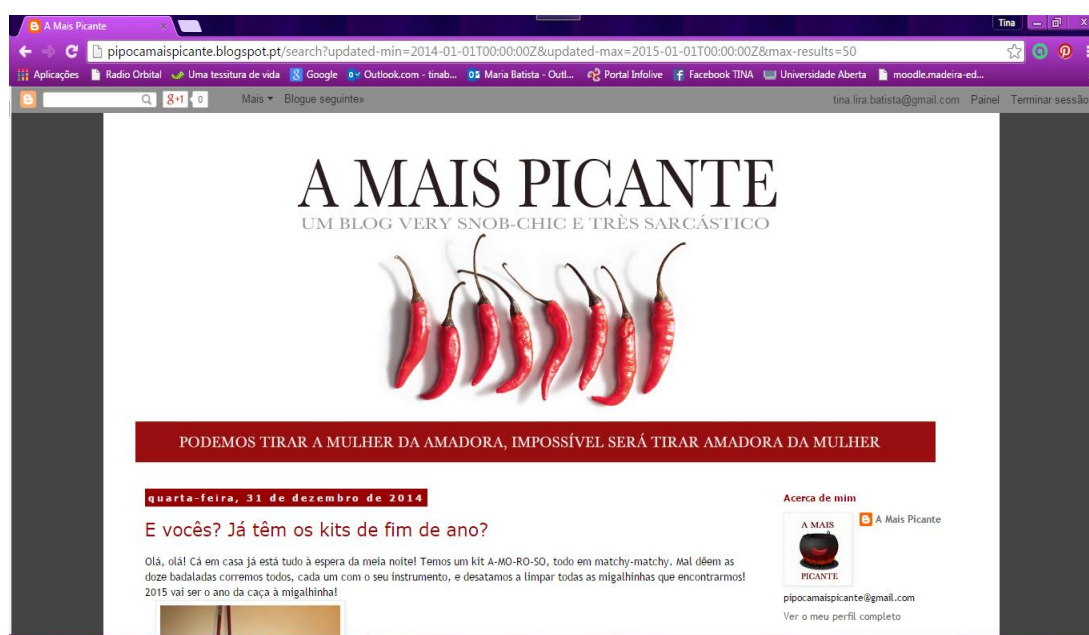 A Mais Picante
Tina
pipocamaispicante.blogspot.pt/search?updated-min=2014-01-01T00:00:00Z&updated-max=2015-01-01T00:00:00Z&max-results=50
Aplicações Radio Orbital Uma tessitura de vida Google Outlook.com - tinab... Maria Batista - Outl... Portal Infolive Facebook TINA Universidade Aberta moodle.madeira-ed...
g+1 0 Mais Blogue seguinte» tina.lira.batista@gmail.com Painel Terminar sessão
A MAIS PICANTE
UM BLOG VERY SNOB-CHIC E TRÈS SARCÁSTICO
PODEMOS TIRAR A MULHER DA AMADORA, IMPOSSÍVEL SERÁ TIRAR AMADORA DA MULHER
quarta-feira, 31 de dezembro de 2014
E vocês? Já têm os kits de fim de ano?
Olá, olá! Cá em casa já está tudo à espera da meia noite! Temos um kit A-MO-RO-SO, todo em matchy-matchy. Mal dêem as
doze badaladas corremos todos, cada um com o seu instrumento, e desatamos a limpar todas as migalhinhas que encontrarmos!
2015 vai ser o ano da caça à migalhinha!
Acerca de mim
A MAIS
PICANTE
A Mais Picante
pipocamaispicante@gmail.com
Ver o meu perfil completo